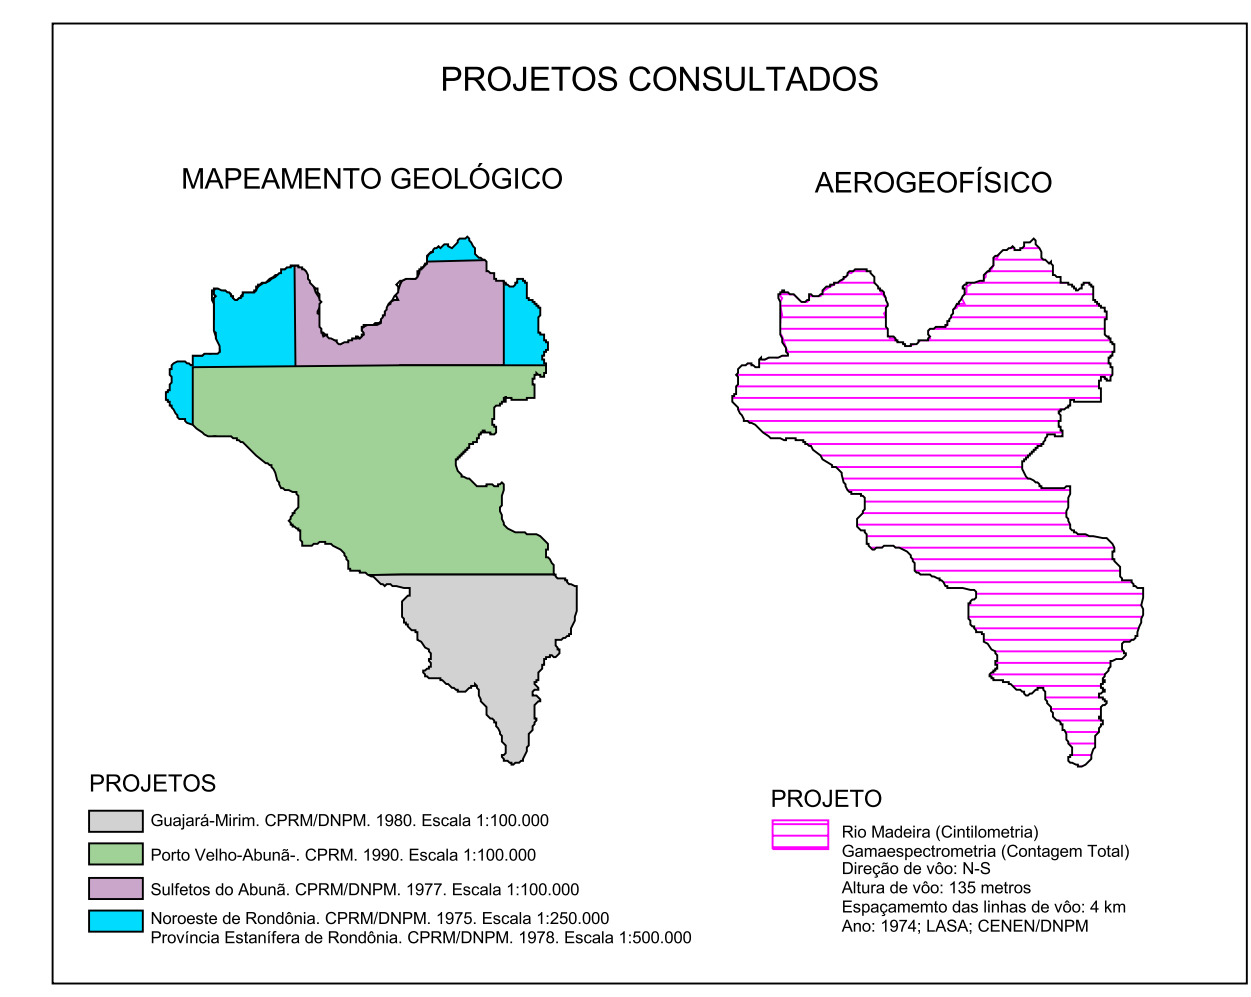 PROJETOS CONSULTADOS
MAPEAMENTO GEOLÓGICO
AEROGEOFÍSICO
PROJETOS
Guajará-Mirim. CPRM/DNPM. 1980. Escala 1:100.000
Porto Velho-Abunã-. CPRM. 1990. Escala 1:100.000
Sulfetos do Abunã. CPRM/DNPM. 1977. Escala 1:100.000
Noroeste de Rondônia. CPRM/DNPM. 1975. Escala 1:250.000
Província Estanífera de Rondônia. CPRM/DNPM. 1978. Escala 1:500.000
PROJETO
Rio Madeira (Cintilometria)
Gamaespectrometria (Contagem Total)
Direção de vôo: N-S
Altura de vôo: 135 metros
Espaçamemto das linhas de vôo: 4 km
Ano: 1974; LASA; CENEN/DNPM